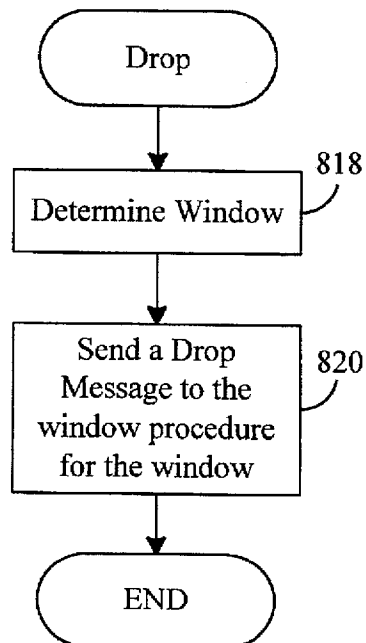 Drop
818
Determine Window
Send a Drop
Message to the
820
window procedure
for the window
END